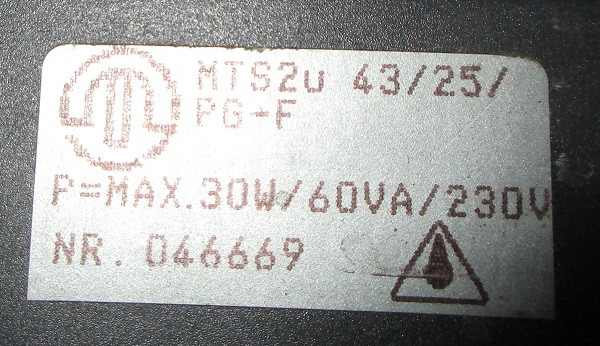 MTS2u 43/25/
PG-F
P=MAX.30W/60VA/230V
NR. 046669